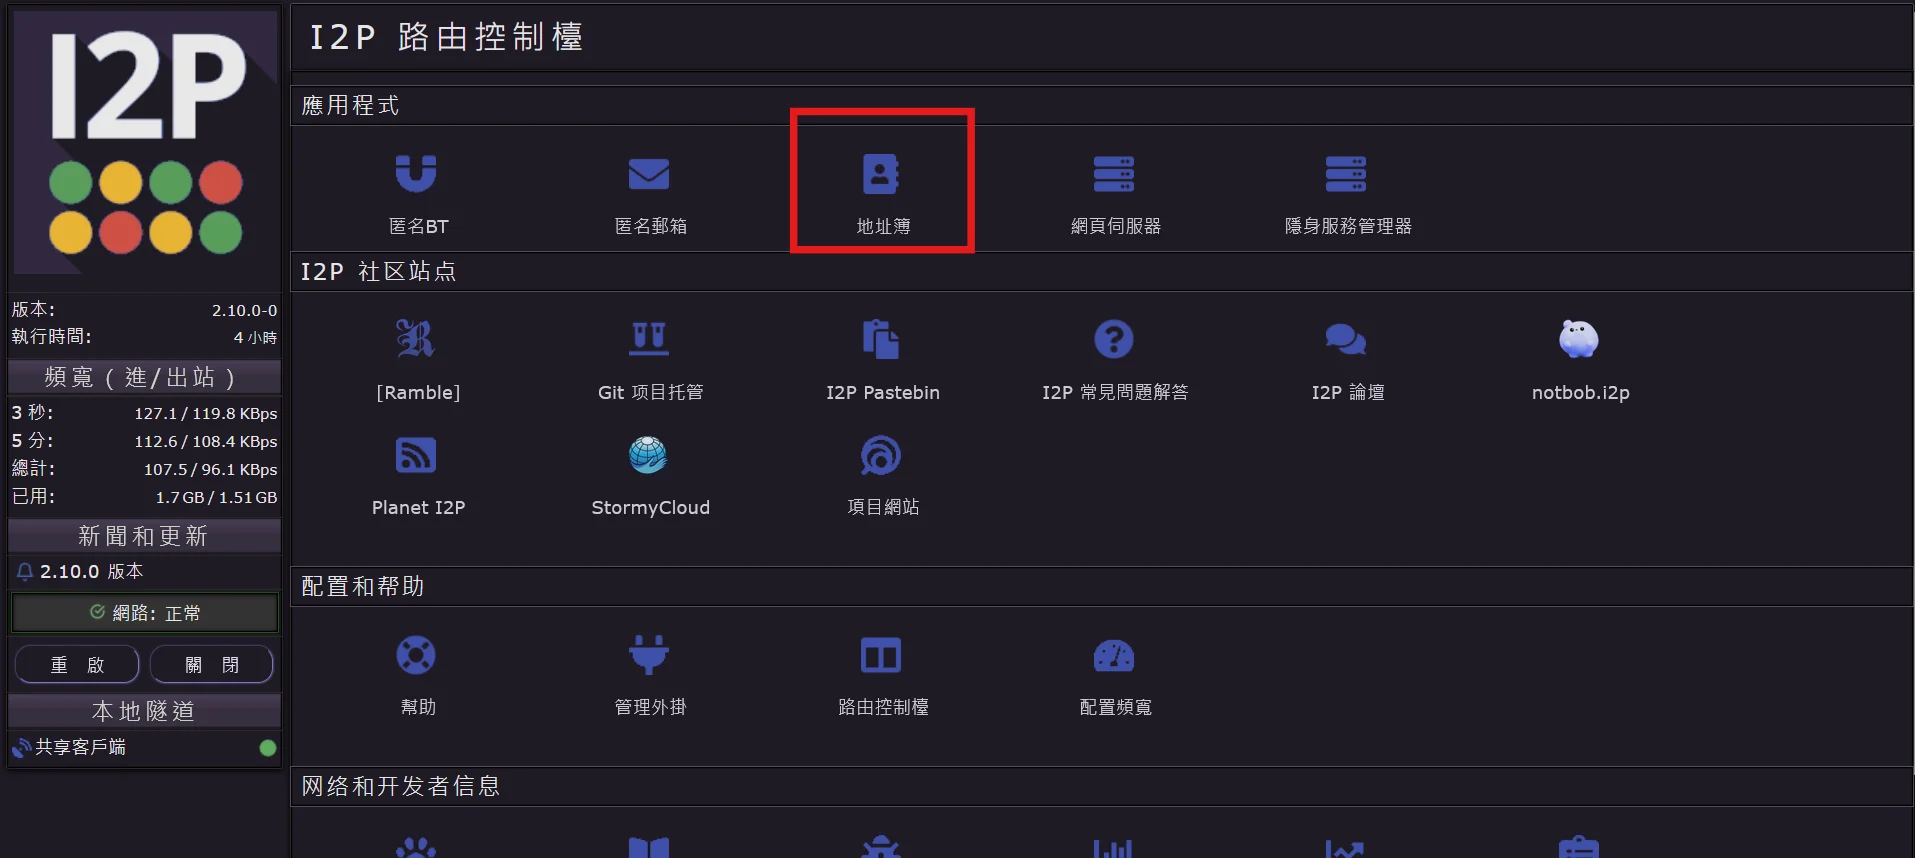 I2P
版本: 2.10.0-0
執行時間: 4 小時
頻寬 ( 進/出站 )
3 秒: 127.1 / 119.8 KBps
5 分: 112.6 / 108.4 KBps
總計: 107.5 / 96.1 KBps
已用: 1.7 GB / 1.51 GB
新聞和更新
2.10.0 版本
網路: 正常
重 啟 關 閉
本地隧道
共享客戶端
I2P 路由控制檯
應用程式
匿名BT 匿名郵箱 地址簿 網頁伺服器 隱身服務管理器
I2P 社区站点
[Ramble] Git 项目托管 I2P Pastebin I2P 常見問題解答 I2P 論壇 notbob.i2p
Planet I2P StormyCloud 項目網站
配置和帮助
幫助 管理外掛 路由控制檯 配置頻寬
网络和开发者信息